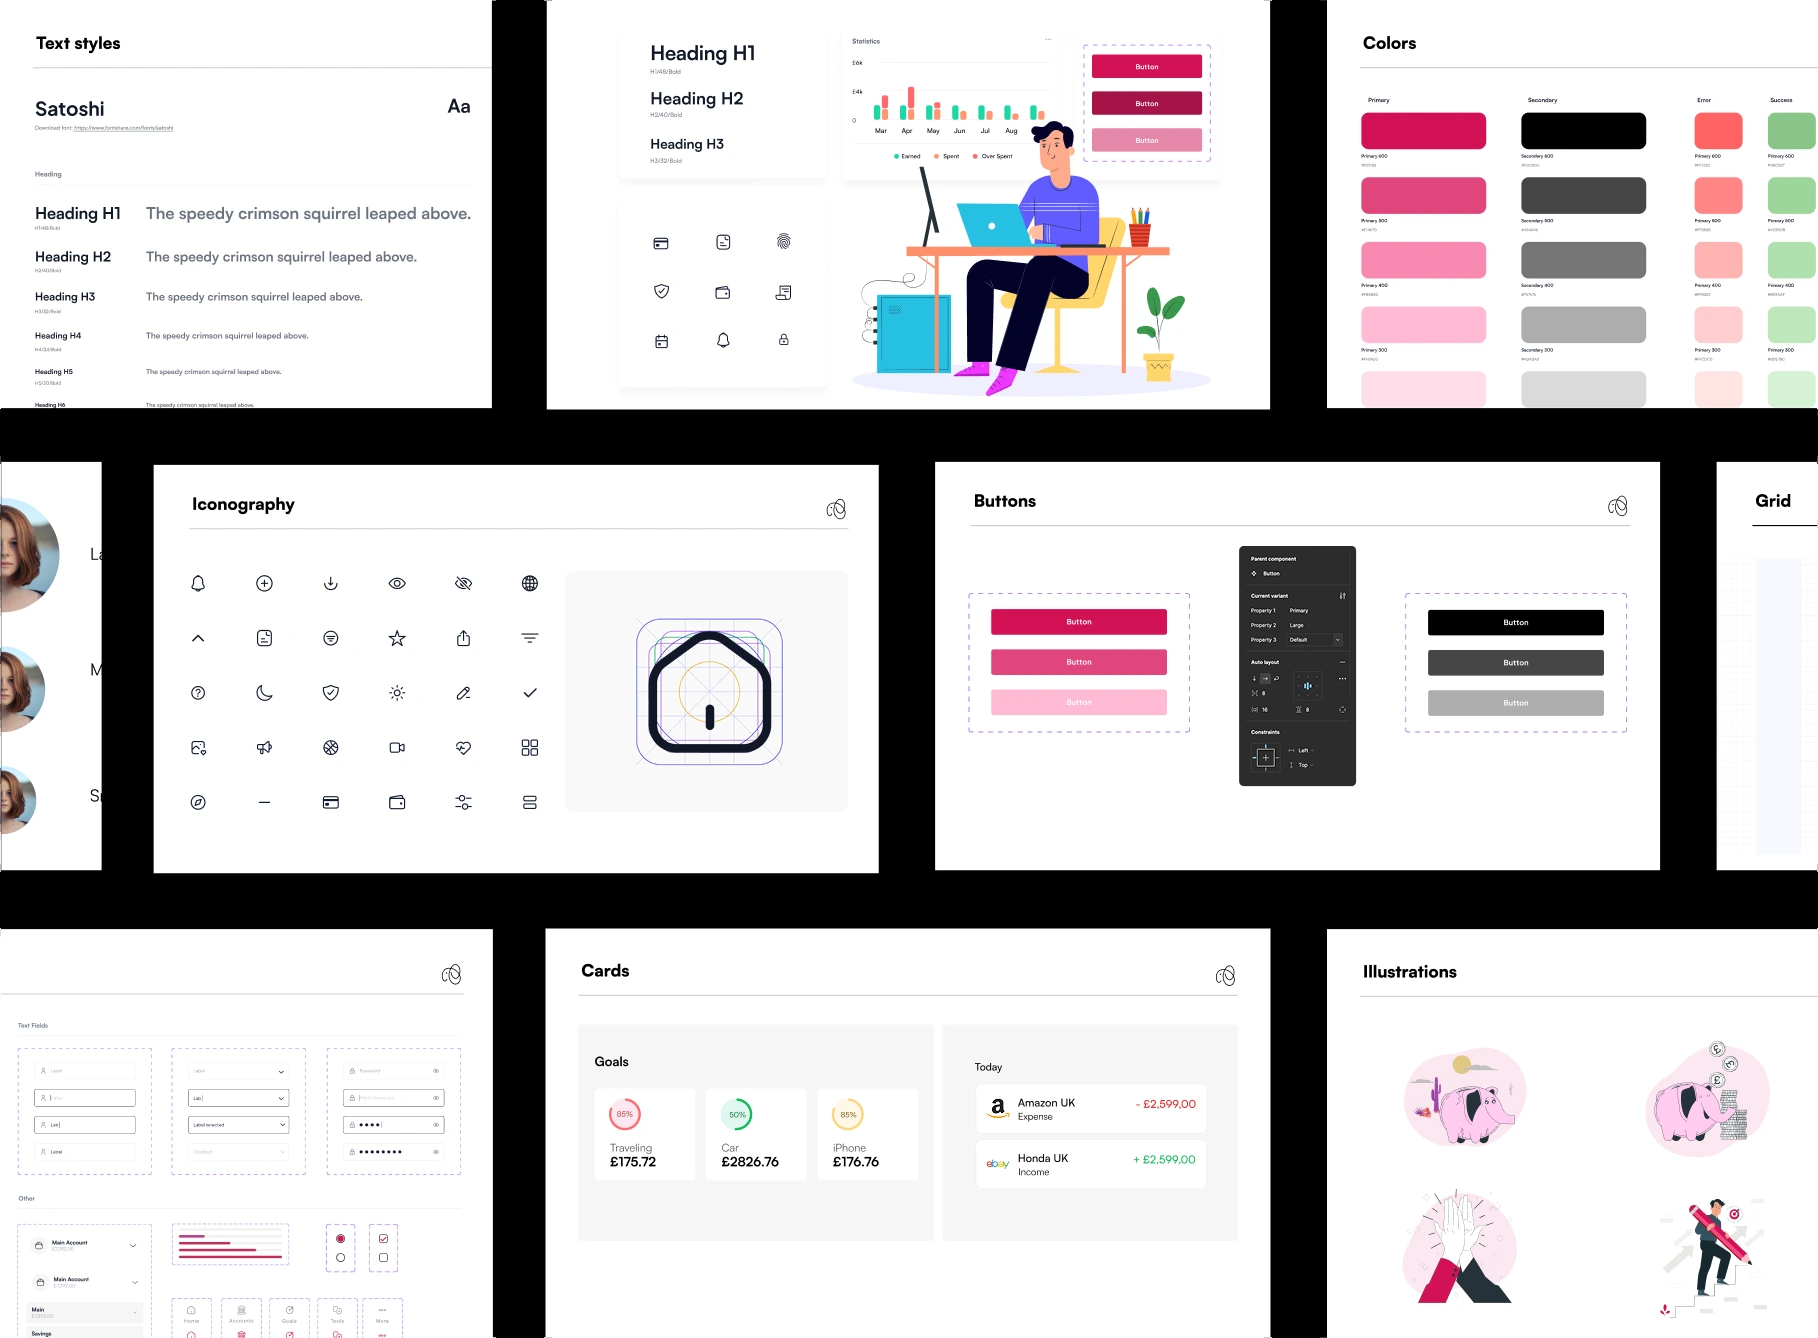 Text styles
Satoshi
Aa
Download font: https://www.fontshare.com/fonts/satoshi
Heading
Heading H1
The speedy crimson squirrel leaped above.
H1/48/Bold
Heading H2
The speedy crimson squirrel leaped above.
H2/40/Bold
Heading H3
The speedy crimson squirrel leaped above.
H3/32/Bold
Heading H4
The speedy crimson squirrel leaped above.
H4/24/Bold
Heading H5
The speedy crimson squirrel leaped above.
H5/20/Bold
Heading H6
The speedy crimson squirrel leaped above.
Heading H1
H1/48/Bold
Heading H2
H2/40/Bold
Heading H3
H3/32/Bold
Statistics
£6k
£4k
0
Mar Apr May Jun Jul Aug
Earned Spent Over Spent
Button
Button
Button
Colors
Primary Secondary Error Success
Primary 600 Secondary 600 Primary 600 Primary 600
Primary 500 Secondary 500 Primary 500 Primary 500
Primary 400 Secondary 400 Primary 400 Primary 400
Primary 300 Secondary 300 Primary 300 Primary 300
La
M
Iconography
Buttons
Button
Button
Button
Parent component
Button
Current variant
Property 1 Primary
Property 2 Large
Property 3 Default
Auto layout
8
16 8
Constraints
Left
Top
Button
Button
Button
Grid
Text Fields
Label Label Password
Lab
Lab Label selected
Label
Other
Main Account
£7,392.00
Main Account
Main
Savings
Home Accounts Goals Tools More
Cards
Goals
85%
Traveling
£175.72
50%
Car
£2826.76
85%
iPhone
£176.76
Today
a
Amazon UK
Expense
- £2,599,00
ebay
Honda UK
Income
+ £2,599,00
Illustrations
£
£
£